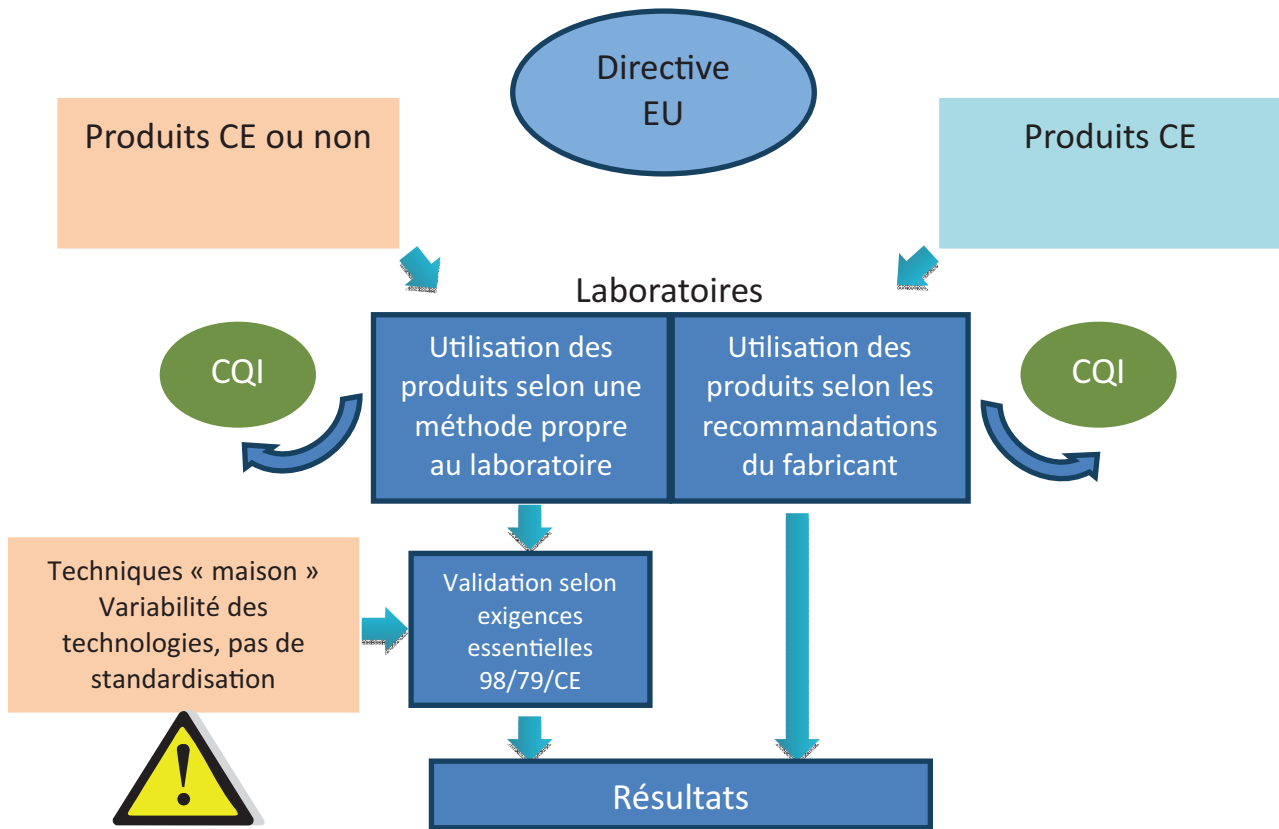 Directive
EU
Produits CE ou non
Produits CE
Laboratoires
CQI
Utilisation des
produits selon une
méthode propre
au laboratoire
Utilisation des
produits selon les
recommandations
du fabricant
CQI
Techniques « maison »
Variabilité des
technologies, pas de
standardisation
Validation selon
exigences
essentielles
98/79/CE
!
Résultats